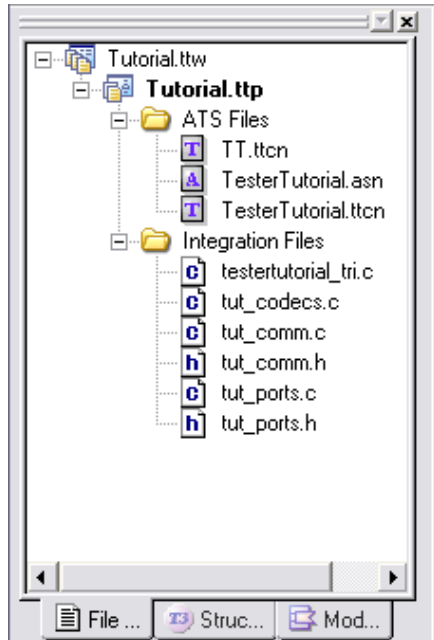 Tutorial.ttw
Tutorial.ttp
ATS Files
T TT.ttcn
A TesterTutorial.asn
T TesterTutorial.ttcn
Integration Files
c testertutorial_tri.c
c tut_codecs.c
c tut_comm.c
h tut_comm.h
c tut_ports.c
h tut_ports.h
File ... T3 Struc... Mod...